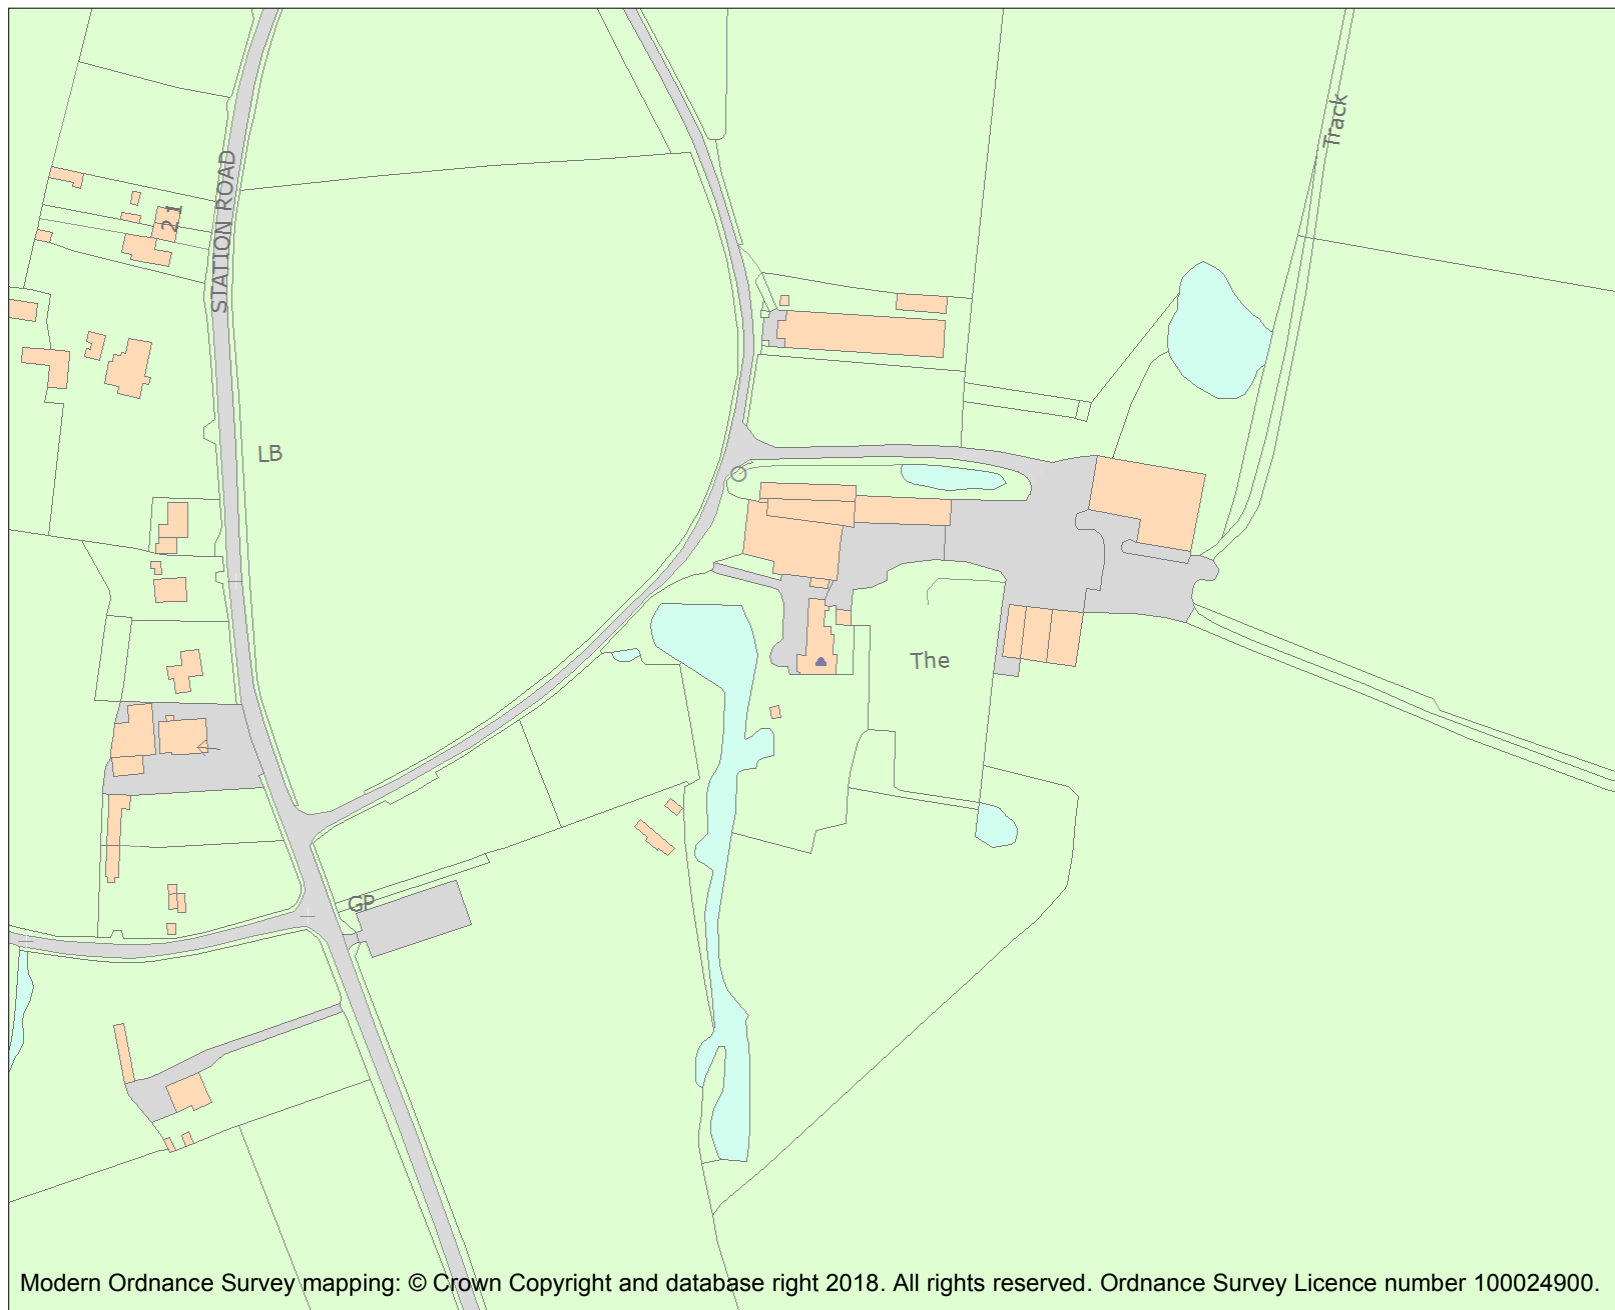 Track
STATION ROAD
21
LB
The
GP
Modern Ordnance Survey mapping: © Crown Copyright and database right 2018. All rights reserved. Ordnance Survey Licence number 100024900.